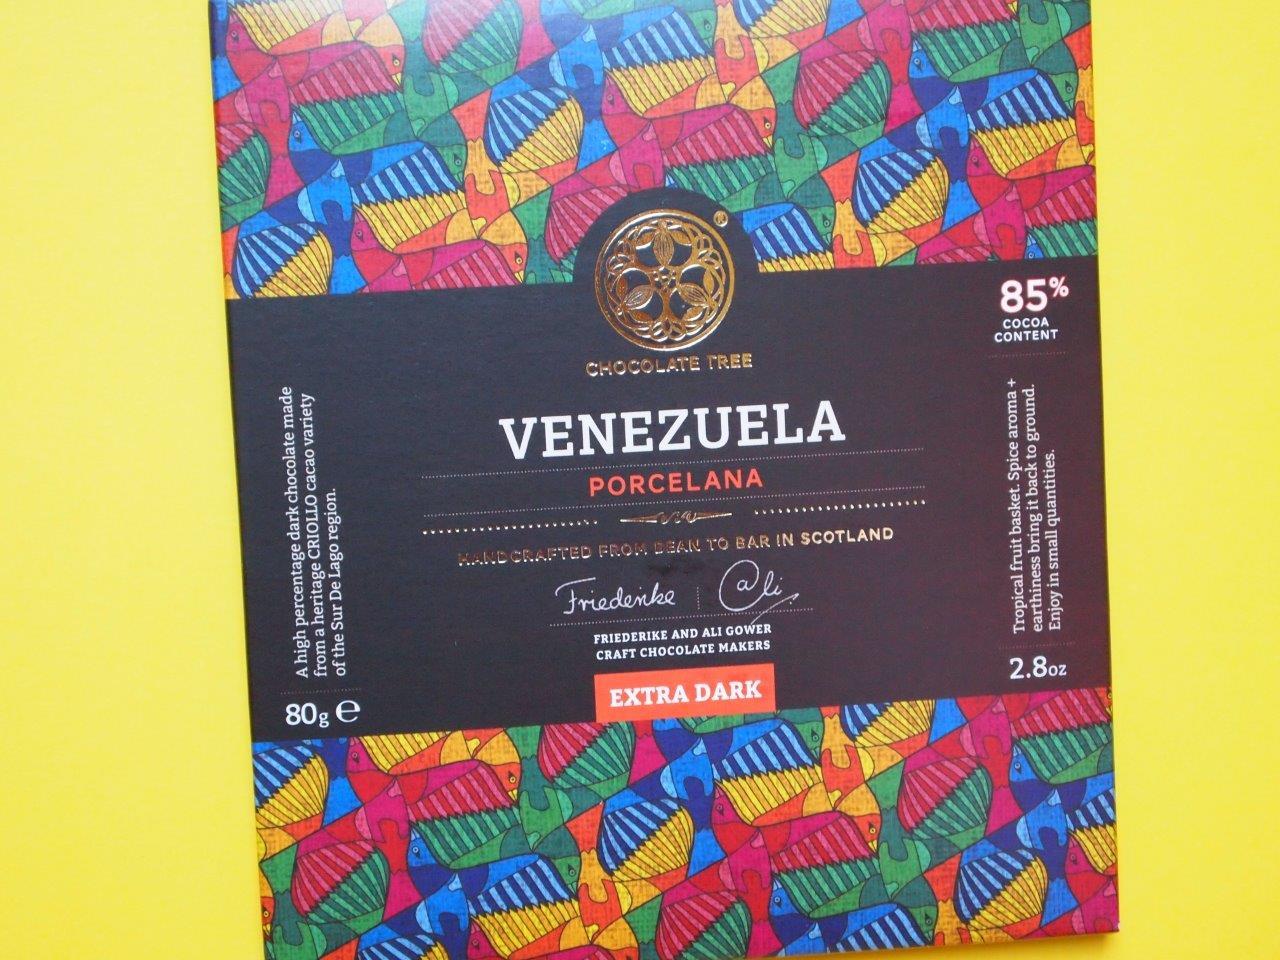 ®
CHOCOLATE TREE
85%
COCOA
CONTENT
VENEZUELA
PORCELANA
HANDCRAFTED FROM BEAN TO BAR IN SCOTLAND
Friederike | Ali
FRIEDERIKE AND ALI GOWER
CRAFT CHOCOLATE MAKERS
EXTRA DARK
A high percentage dark chocolate made
from a heritage CRIOLLO cacao variety
of the Sur De Lago region.
80g ℮
Tropical fruit basket. Spice aroma +
earthiness bring it back to ground.
Enjoy in small quantities.
2.8oz